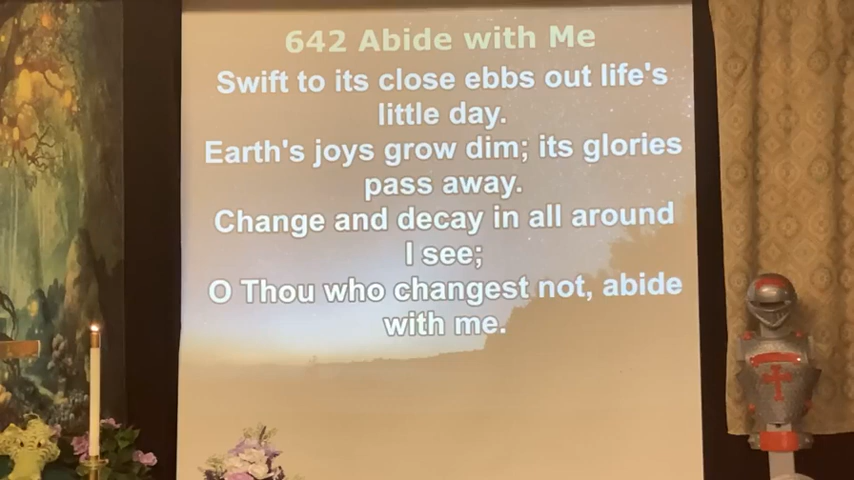 642 Abide with Me
Swift to its close ebbs out life's
little day.
Earth's joys grow dim; its glories
pass away.
Change and decay in all around
I see;
O Thou who changest not, abide
with me.